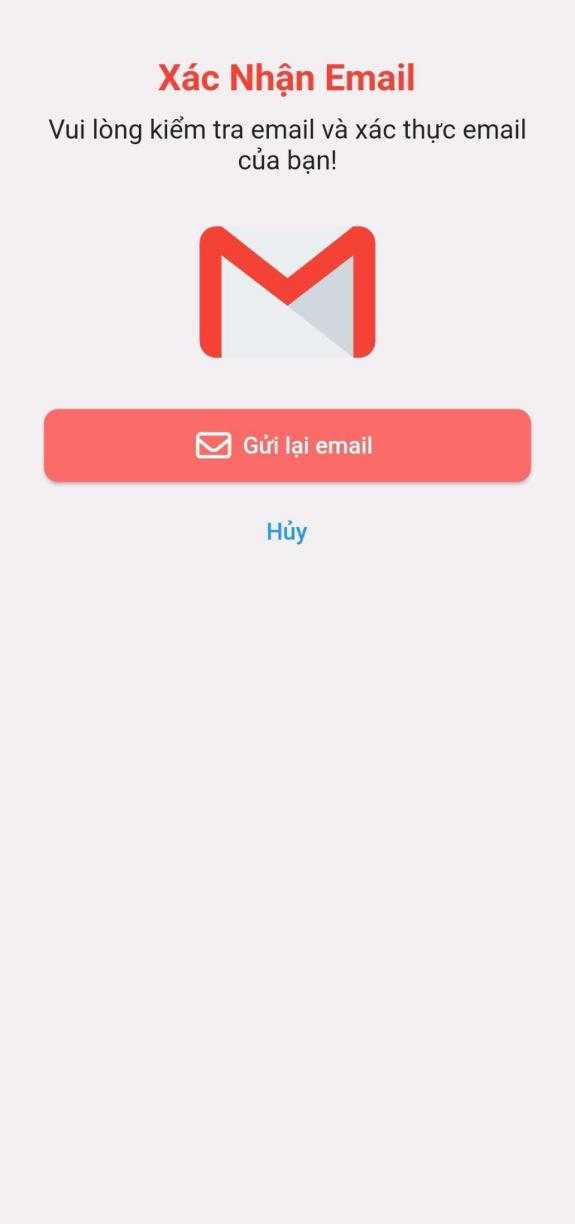 Xác Nhận Email
Vui lòng kiểm tra email và xác thực email
của bạn!
Gửi lại email
Hủy